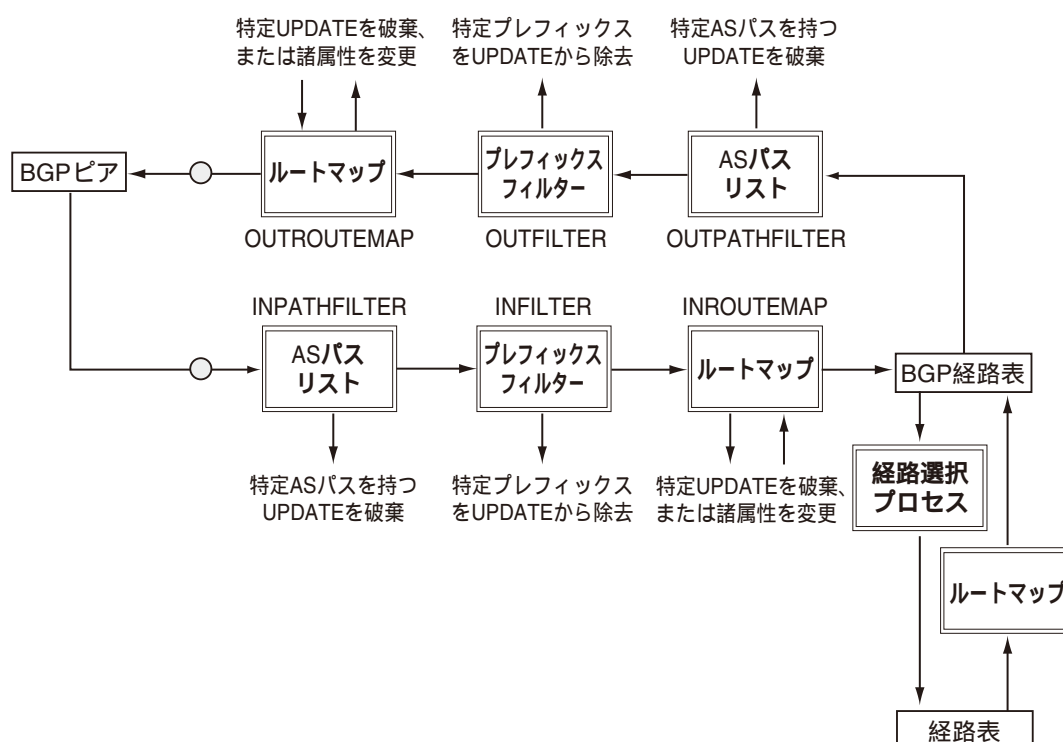 特定UPDATEを破棄、
または諸属性を変更
特定プレフィックス
をUPDATEから除去
特定ASパスを持つ
UPDATEを破棄
BGPピア
ルートマップ
プレフィックス
フィルター
ASパス
リスト
OUTROUTEMAP
OUTFILTER
OUTPATHFILTER
INPATHFILTER
INFILTER
INROUTEMAP
ASパス
リスト
プレフィックス
フィルター
ルートマップ
BGP経路表
特定ASパスを持つ
UPDATEを破棄
特定プレフィックス
をUPDATEから除去
特定UPDATEを破棄、
または諸属性を変更
経路選択
プロセス
ルートマップ
経路表